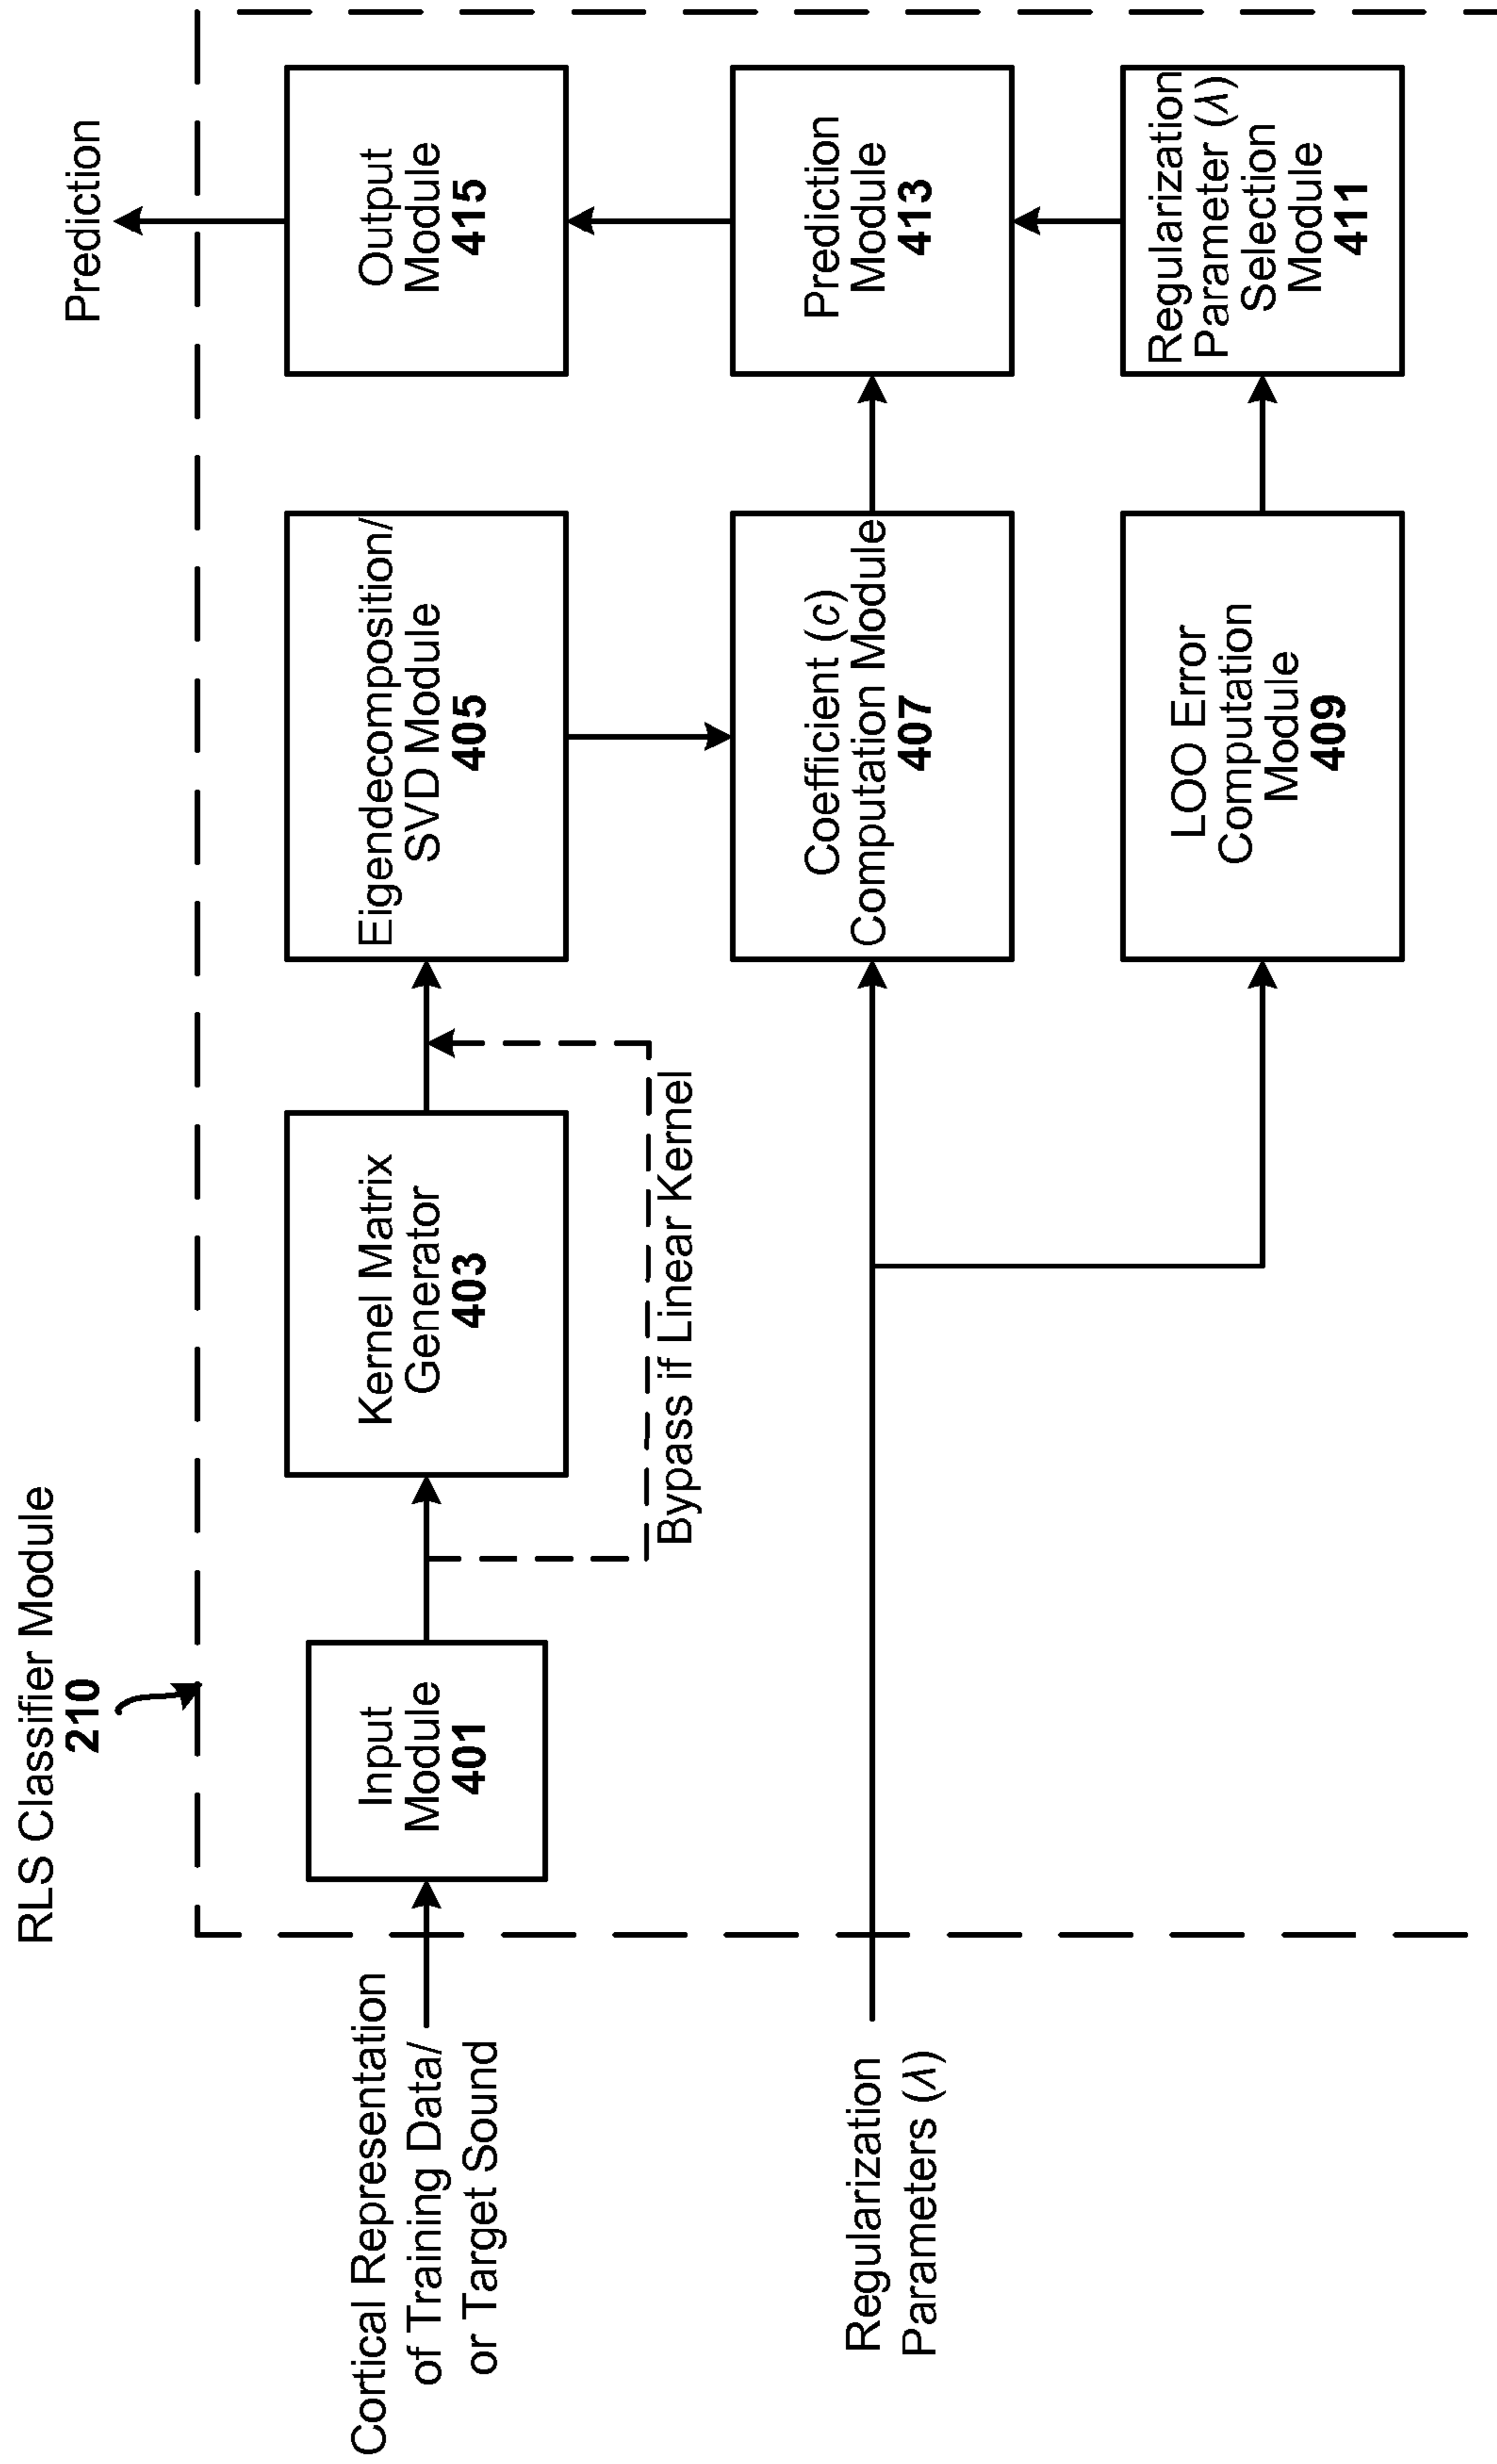 RLS Classifier Module
210
Cortical Representation
of Training Data/
or Target Sound
Input
Module
401
Kernel Matrix
Generator
403
Bypass if Linear Kernel
Eigendecomposition/
SVD Module
405
Output
Module
415
Prediction
Regularization
Parameters (λ)
Coefficient (c)
Computation Module
407
Prediction
Module
413
LOO Error
Computation
Module
409
Regularization
Parameter (λ)
Selection
Module
411